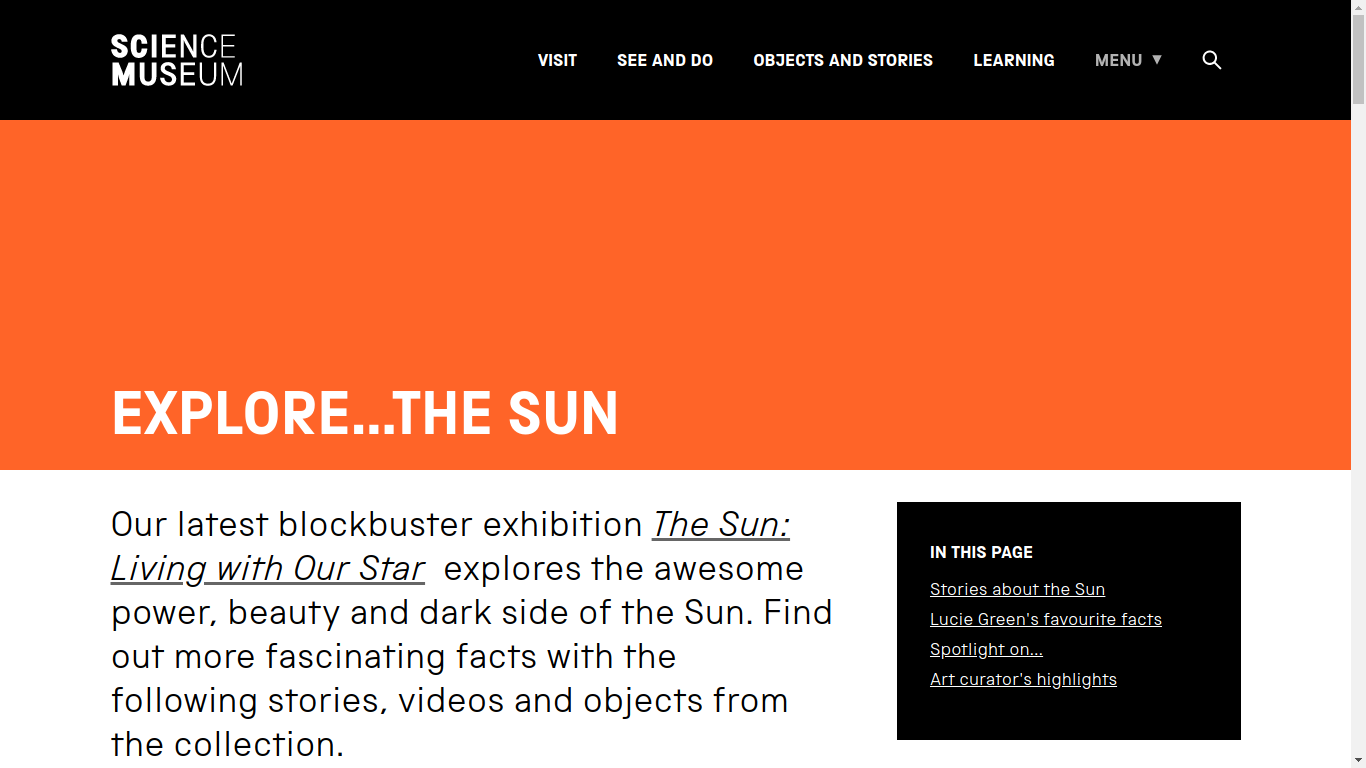 SCIENCE
MUSEUM
VISIT SEE AND DO OBJECTS AND STORIES LEARNING MENU ▼
EXPLORE...THE SUN
Our latest blockbuster exhibition The Sun:
Living with Our Star explores the awesome
power, beauty and dark side of the Sun. Find
out more fascinating facts with the
following stories, videos and objects from
the collection.
IN THIS PAGE
Stories about the Sun
Lucie Green's favourite facts
Spotlight on...
Art curator's highlights